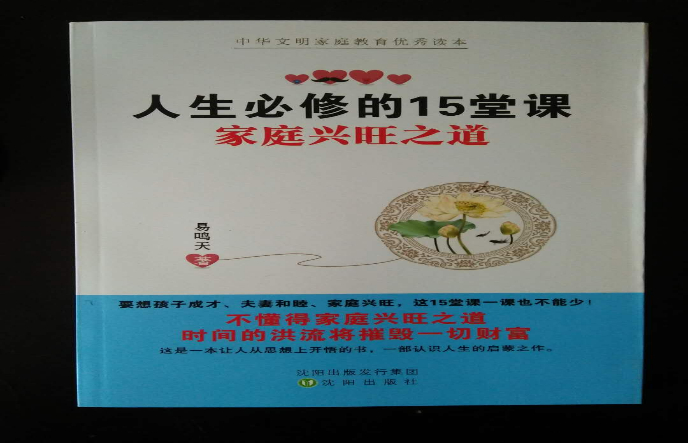 中华文明家庭教育优秀读本
人生必修的15堂课
家庭兴旺之道
易鸣天
著
要想孩子成才、夫妻和睦、家庭兴旺，这15堂课一课也不能少！
不懂得家庭兴旺之道
时间的洪流将摧毁一切财富
这是一本让人从思想上开悟的书，一部认识人生的启蒙之作。
沈阳出版发行集团
沈阳出版社